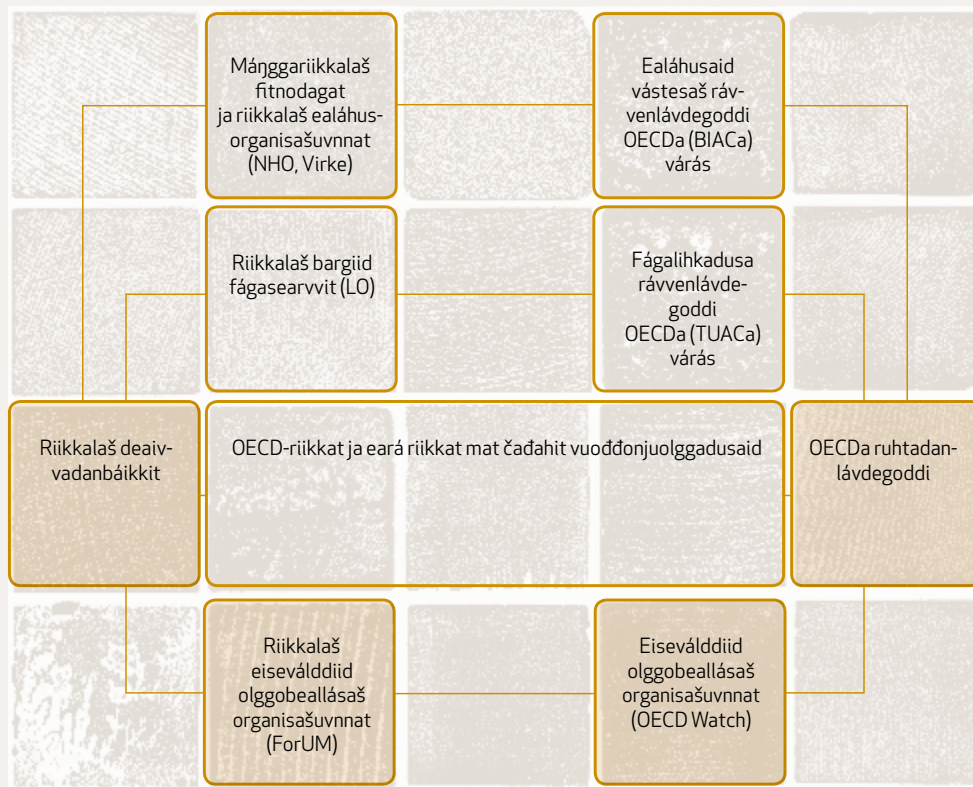 Máŋggariikkalaš
fitnodagat
ja riikkalaš ealáhus-
organisašuvnnat
(NHO, Virke)
Ealáhusaid
vástesaš ráv-
venlávdegoddi
OECDa (BIACa)
várás
Riikkalaš bargiid
fágasearvvit (LO)
Fágalihkadusa
rávvenlávde-
goddi
OECDa (TUACa)
várás
Riikkalaš deaiv-
vadanbáikkit
OECD-riikkat ja eará riikkat mat čađahit vuođđonjuolggadusaid
OECDa ruhtadan-
lávdegoddi
Riikkalaš
eiseválddiid
olggobeallásaš
organisašuvnnat
(ForUM)
Eiseválddiid
olggobeallásaš
organisašuvnnat
(OECD Watch)